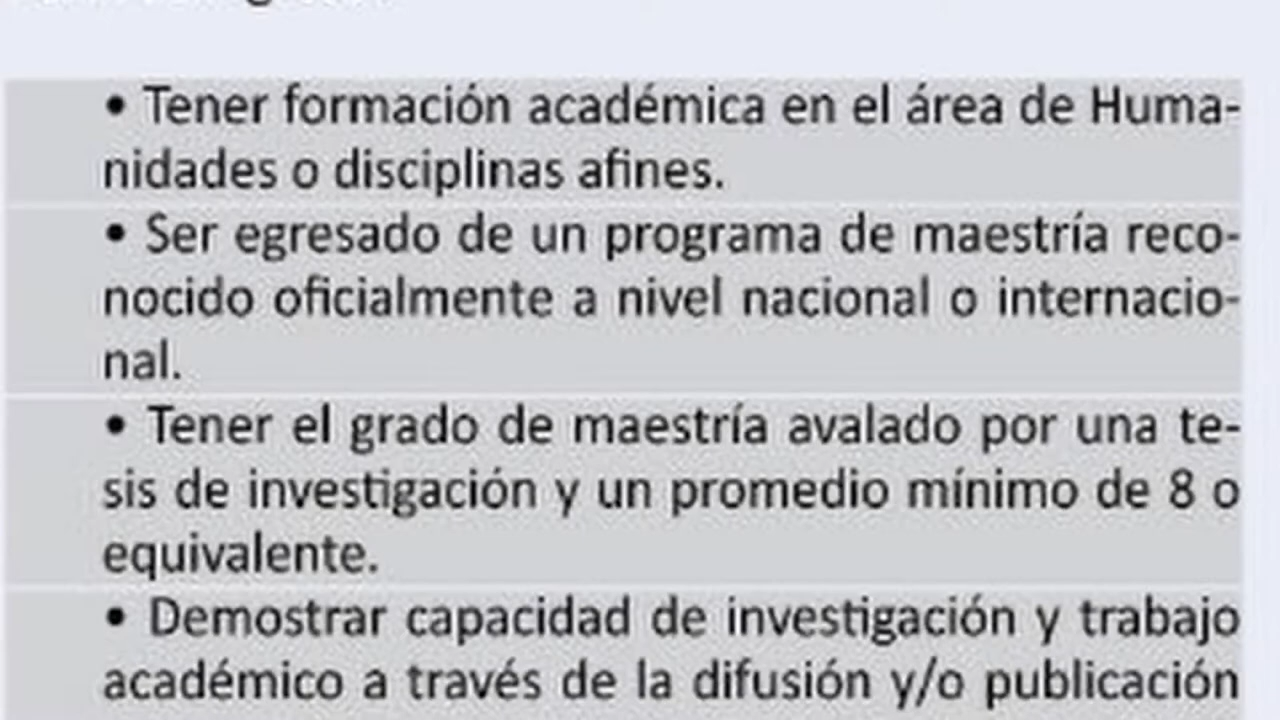 • Tener formación académica en el área de Huma-
nidades o disciplinas afines.
• Ser egresado de un programa de maestría reco-
nocido oficialmente a nivel nacional o internacio-
nal.
• Tener el grado de maestría avalado por una te-
sis de investigación y un promedio mínimo de 8 o
equivalente.
• Demostrar capacidad de investigación y trabajo
académico a través de la difusión y/o publicación